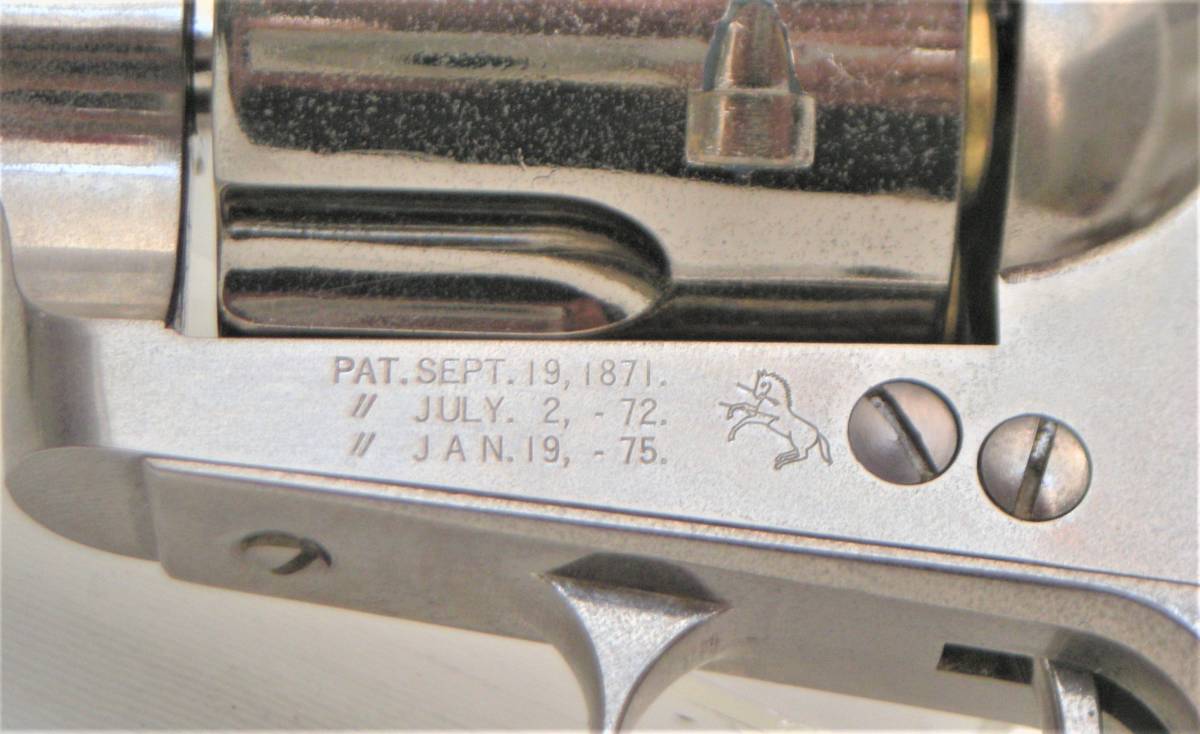 PAT. SEPT. 19, 1871.
〃 JULY. 2, - 72.
〃 JAN. 19, - 75.